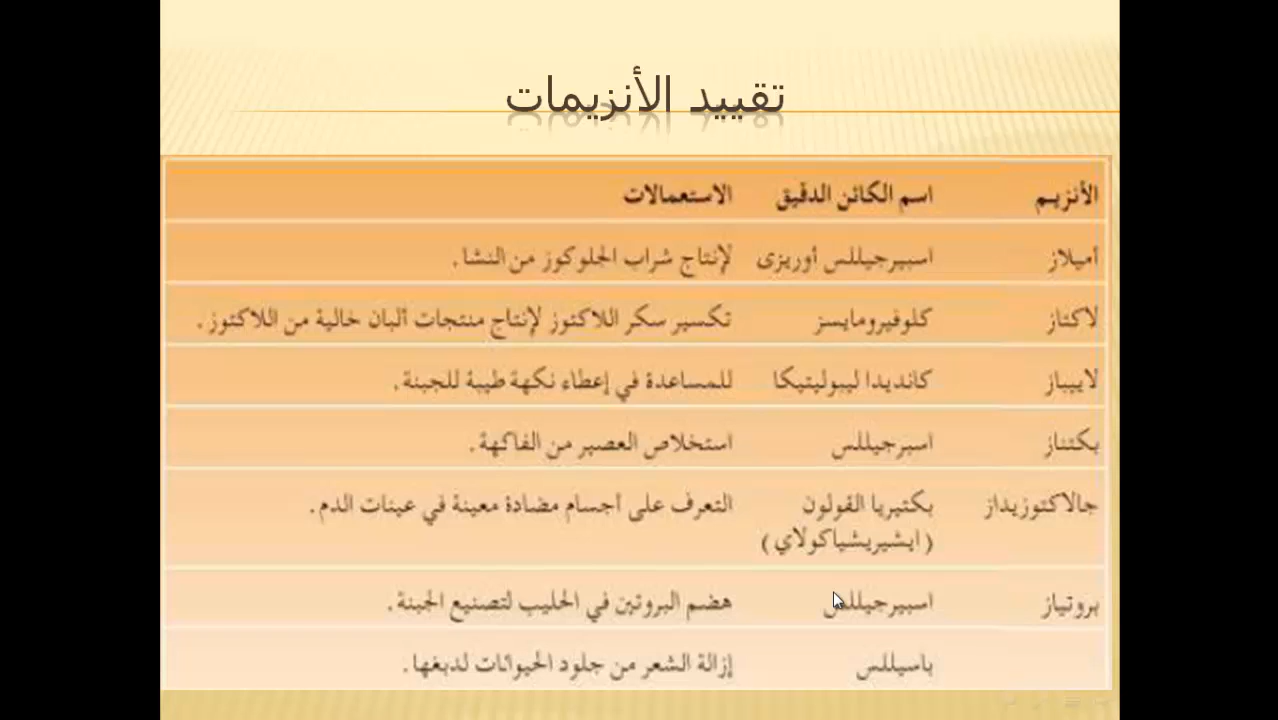 تقييد الأنزيمات
الأنزيم اسم الكائن الدقيق الاستعمالات
أميلاز اسبيرجيللس أوريزى لإنتاج شراب الجلوكوز من النشا.
لاكتاز كلوفيرومايسز تكسير سكر اللاكتوز لإنتاج منتجات ألبان خالية من اللاكتوز.
لايبباز كانديدا ليبوليتيكا للمساعدة في إعطاء نكهة طيبة للجبنة.
بكتناز اسبرجيللس استخلاص العصير من الفاكهة.
جالاكتوزيداز بكتيريا القولون التعرف على أجسام مضادة معينة في عينات الدم.
(ايشيريشياكولاي)
بروتياز اسبيرجيللس هضم البروتين في الحليب لتصنيع الجبنة.
باسيللس إزالة الشعر من جلود الحيوانات لدبغها.